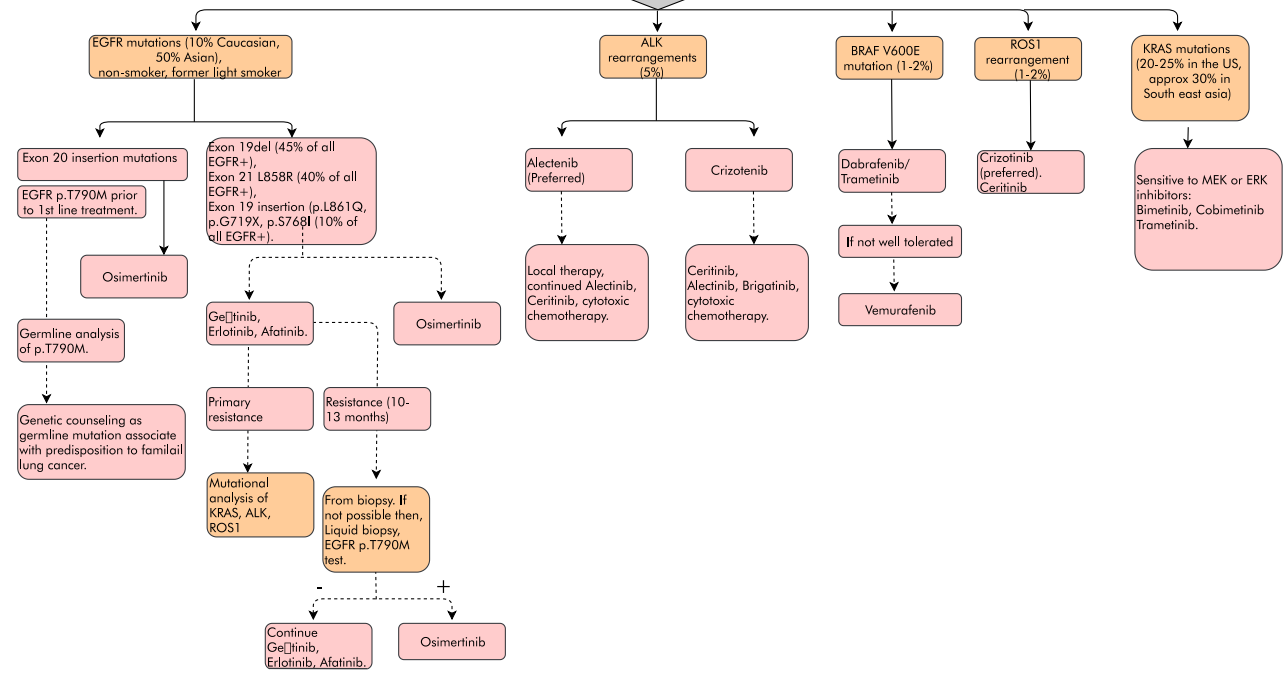 EGFR mutations (10% Caucasian,
50% Asian),
non-smoker, former light smoker
ALK
rearrangements
(5%)
BRAF V600E
mutation (1-2%)
ROS1
rearrangement
(1-2%)
KRAS mutations
(20-25% in the US,
approx 30% in
South east asia)
Exon 20 insertion mutations
EGFR p.T790M prior
to 1st line treatment.
Osimertinib
Germline analysis
of p.T790M.
Genetic counseling as
germline mutation associate
with predisposition to familail
lung cancer.
Exon 19del (45% of all
EGFR+),
Exon 21 L858R (40% of all
EGFR+),
Exon 19 insertion (p.L861Q,
p.G719X, p.S768I (10% of
all EGFR+).
Ge▯tinib,
Erlotinib, Afatinib.
Osimertinib
Primary
resistance
Resistance (10-
13 months)
Mutational
analysis of
KRAS, ALK,
ROS1
From biopsy. If
not possible then,
Liquid biopsy,
EGFR p.T790M
test.
-
+
Continue
Ge▯tinib,
Erlotinib, Afatinib.
Osimertinib
Alectenib
(Preferred)
Crizotenib
Local therapy,
continued Alectinib,
Ceritinib, cytotoxic
chemotherapy.
Ceritinib,
Alectinib, Brigatinib,
cytotoxic
chemotherapy.
Dabrafenib/
Trametinib
If not well tolerated
Vemurafenib
Crizotinib
(preferred).
Ceritinib
Sensitive to MEK or ERK
inhibitors:
Bimetinib, Cobimetinib
Trametinib.